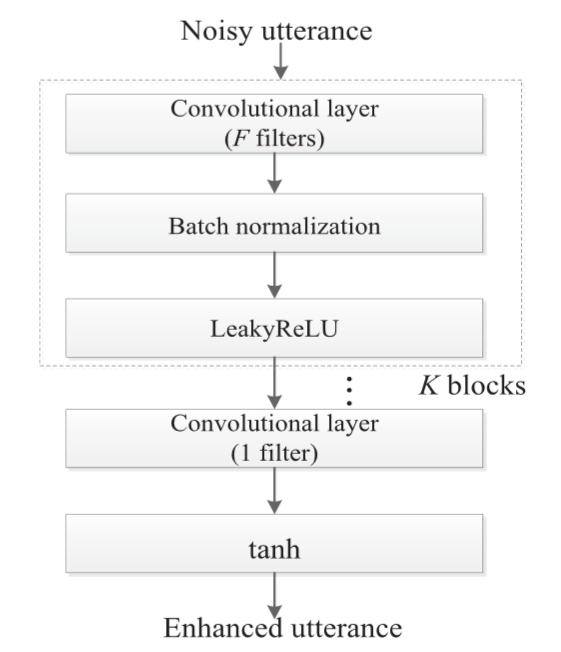 Noisy utterance
Convolutional layer
(F filters)
Batch normalization
LeakyReLU
K blocks
Convolutional layer
(1 filter)
tanh
Enhanced utterance